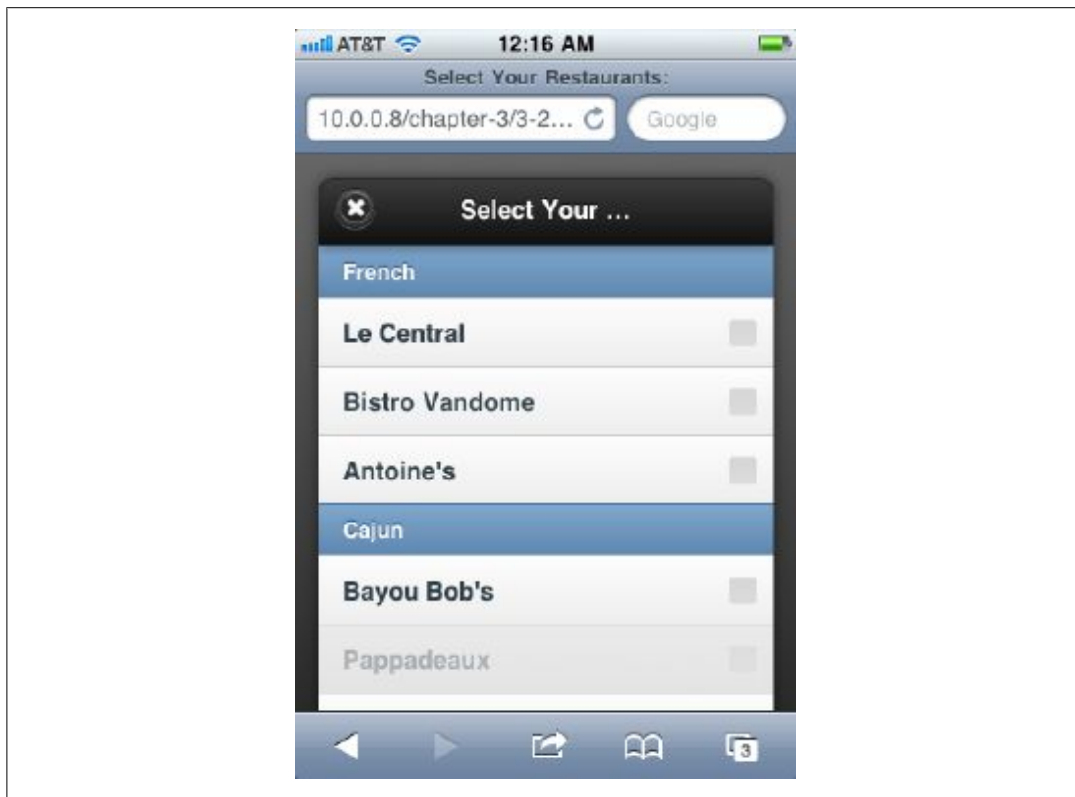 AT&T 12:16 AM
Select Your Restaurants:
10.0.0.8/chapter-3/3-2... Google
Select Your ...
French
Le Central
Bistro Vandome
Antoine's
Cajun
Bayou Bob's
Pappadeaux
3